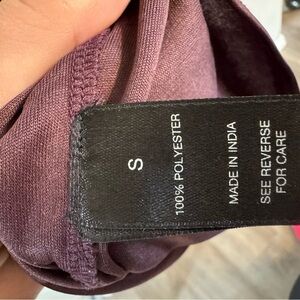 S
100% POLYESTER
MADE IN INDIA
SEE REVERSE
FOR CARE